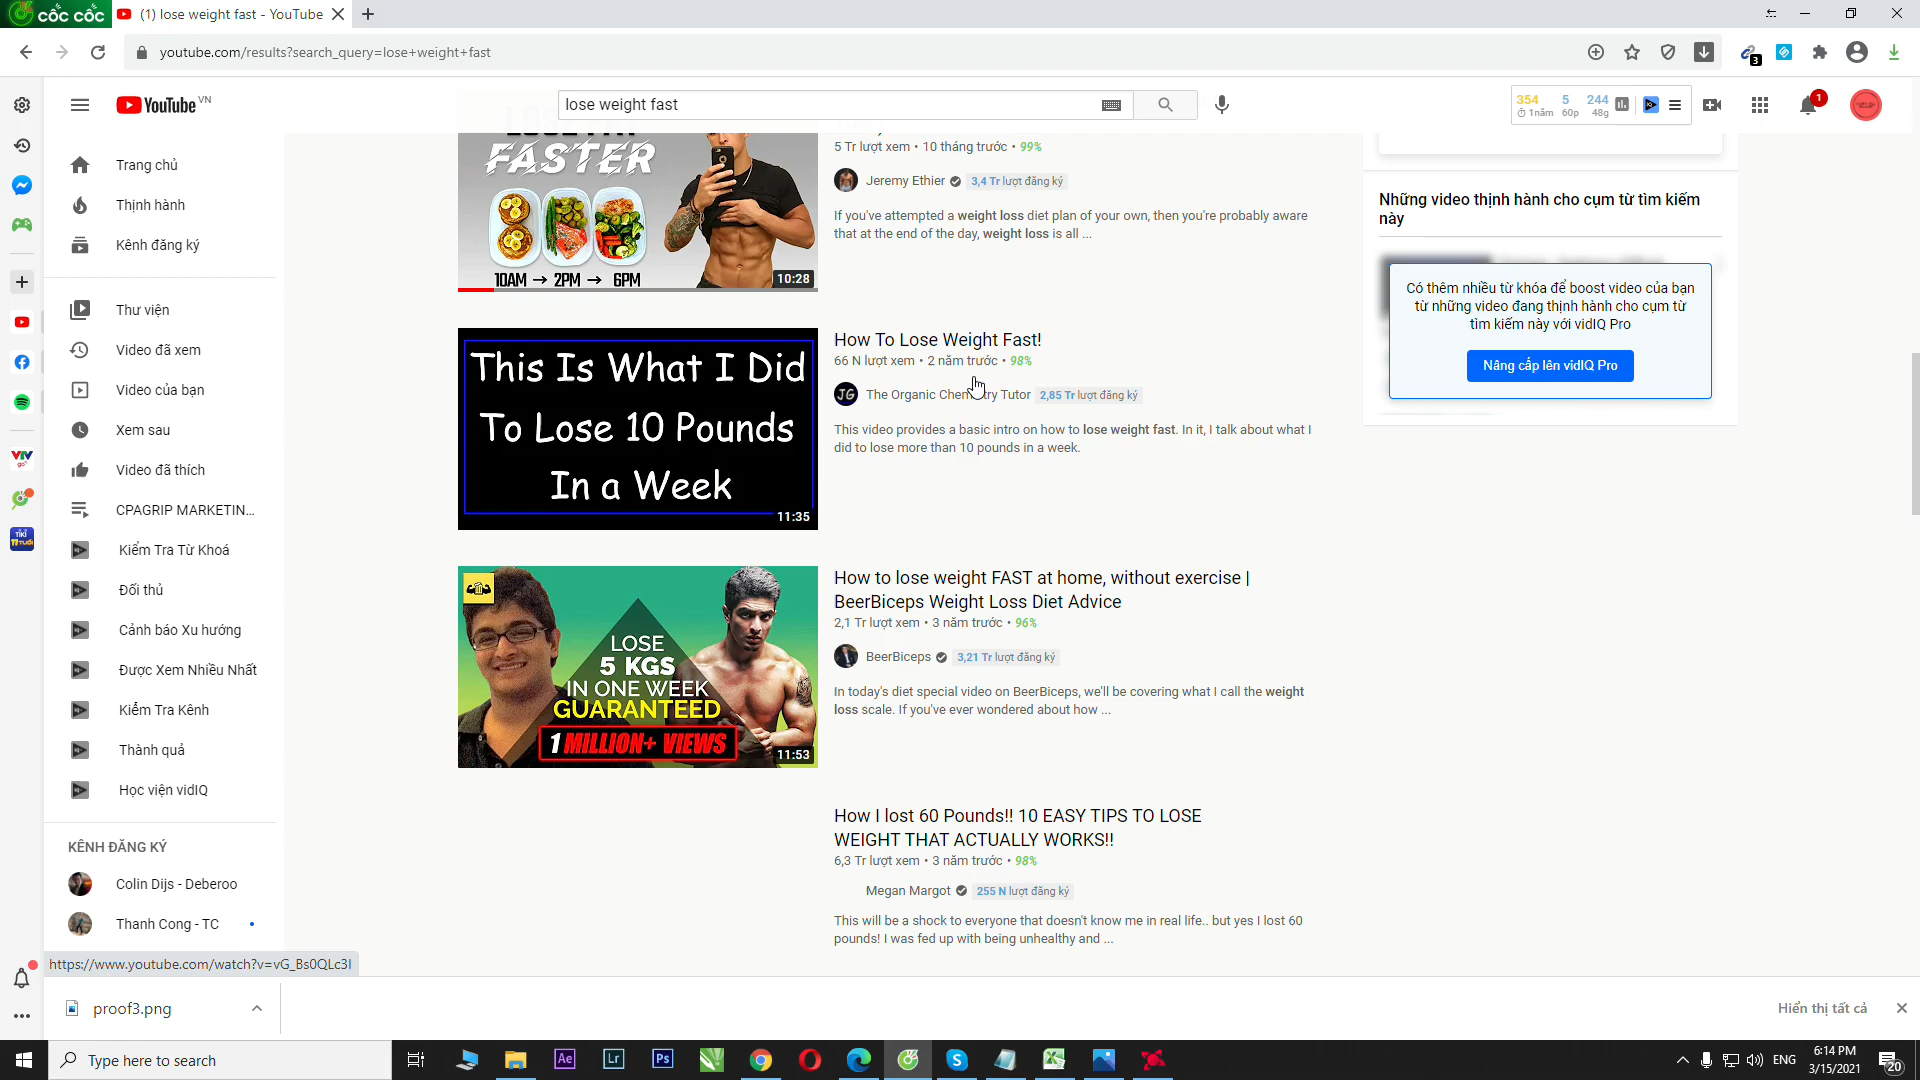 cốc cốc
(1) lose weight fast - YouTube
youtube.com/results?search_query=lose+weight+fast
3
YouTube VN
lose weight fast
354 5 244
1năm 60p 48g
1
Trang chủ
Thịnh hành
Kênh đăng ký
Thư viện
Video đã xem
Video của bạn
Xem sau
Video đã thích
CPAGRIP MARKETIN...
Kiểm Tra Từ Khoá
Đối thủ
Cảnh báo Xu hướng
Được Xem Nhiều Nhất
Kiểm Tra Kênh
Thành quả
Học viện vidIQ
KÊNH ĐĂNG KÝ
Colin Dijs - Deberoo
Thanh Cong - TC
VTV
go
TIKI
11 TUỔI
LOSE FAT
FASTER
10AM → 2PM → 6PM
10:28
5 Tr lượt xem • 10 tháng trước • 99%
Jeremy Ethier 3,4 Tr lượt đăng ký
If you've attempted a weight loss diet plan of your own, then you're probably aware
that at the end of the day, weight loss is all ...
This Is What I Did
To Lose 10 Pounds
In a Week
11:35
How To Lose Weight Fast!
66 N lượt xem • 2 năm trước • 98%
JG
The Organic Chemistry Tutor 2,85 Tr lượt đăng ký
This video provides a basic intro on how to lose weight fast. In it, I talk about what I
did to lose more than 10 pounds in a week.
LOSE
5 KGS
IN ONE WEEK
GUARANTEED
1 MILLION+ VIEWS
11:53
How to lose weight FAST at home, without exercise |
BeerBiceps Weight Loss Diet Advice
2,1 Tr lượt xem • 3 năm trước • 96%
BeerBiceps 3,21 Tr lượt đăng ký
In today's diet special video on BeerBiceps, we'll be covering what I call the weight
loss scale. If you've ever wondered about how ...
How I lost 60 Pounds!! 10 EASY TIPS TO LOSE
WEIGHT THAT ACTUALLY WORKS!!
6,3 Tr lượt xem • 3 năm trước • 98%
Megan Margot 255 N lượt đăng ký
This will be a shock to everyone that doesn't know me in real life.. but yes I lost 60
pounds! I was fed up with being unhealthy and ...
Những video thịnh hành cho cụm từ tìm kiếm
này
Có thêm nhiều từ khóa để boost video của bạn
từ những video đang thịnh hành cho cụm từ
tìm kiếm này với vidIQ Pro
Nâng cấp lên vidIQ Pro
https://www.youtube.com/watch?v=vG_Bs0QLc3I
proof3.png
Hiển thị tất cả
Type here to search
Ae
Lr
Ps
ENG
6:14 PM
3/15/2021
20